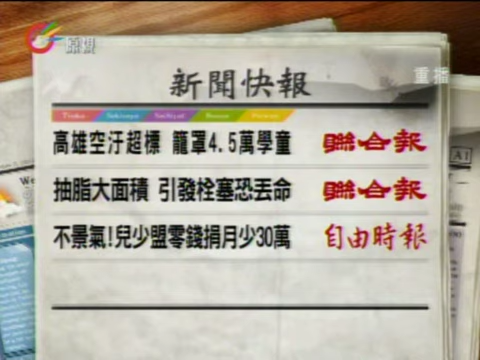 原視
重播
新聞快報
高雄空汙超標 籠罩4.5萬學童 聯合報
抽脂大面積 引發栓塞恐丟命 聯合報
不景氣!兒少盟零錢捐月少30萬 自由時報